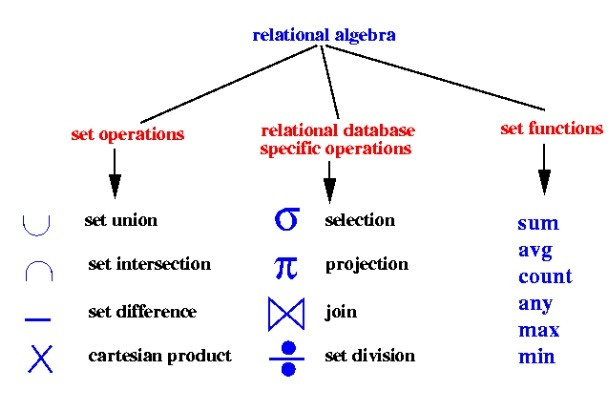 relational algebra
set operations
relational database
specific operations
set functions
∪ set union
∩ set intersection
− set difference
× cartesian product
σ selection
π projection
⋈ join
÷ set division
sum
avg
count
any
max
min